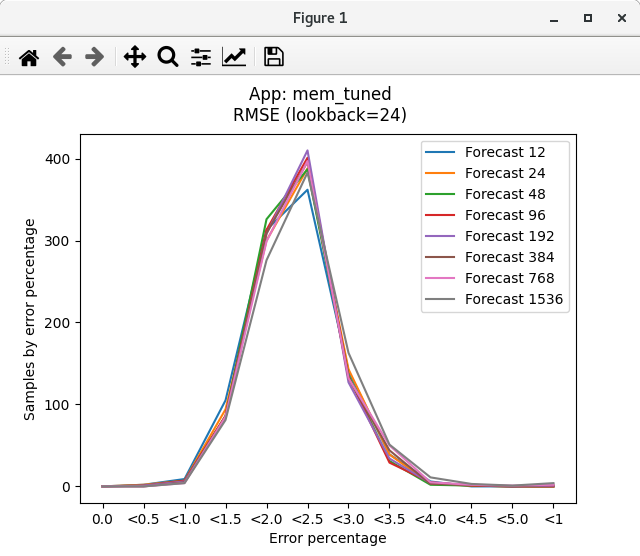 Figure 1
App: mem_tuned
RMSE (lookback=24)
Forecast 12
Forecast 24
Forecast 48
Forecast 96
Forecast 192
Forecast 384
Forecast 768
Forecast 1536
Samples by error percentage
400
300
200
100
0
0.0 <0.5 <1.0 <1.5 <2.0 <2.5 <3.0 <3.5 <4.0 <4.5 <5.0 <1
Error percentage